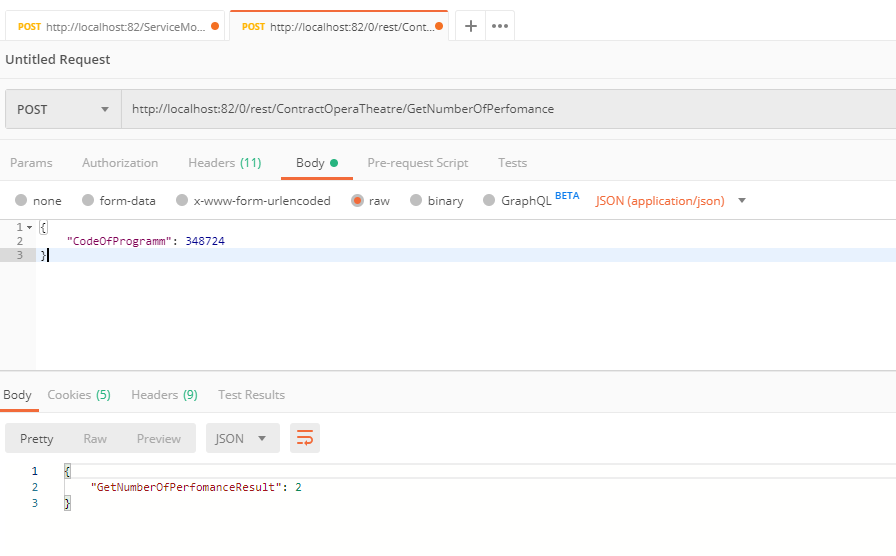 POST http://localhost:82/ServiceMo... POST http://localhost:82/0/rest/Cont... + •••
Untitled Request
POST http://localhost:82/0/rest/ContractOperaTheatre/GetNumberOfPerfomance
Params Authorization Headers (11) Body Pre-request Script Tests
none form-data x-www-form-urlencoded raw binary GraphQL BETA JSON (application/json)
1 {
2 "CodeOfProgramm": 348724
3 }
Body Cookies (5) Headers (9) Test Results
Pretty Raw Preview JSON
1 {
2 "GetNumberOfPerfomanceResult": 2
3 }